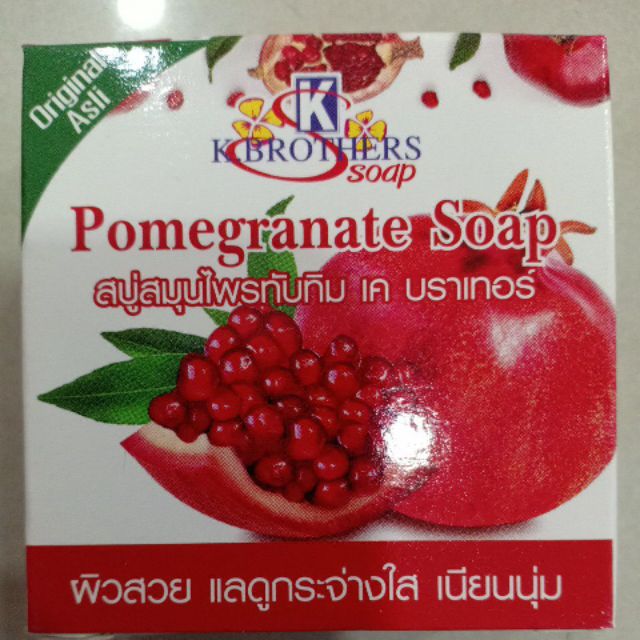 Original
Asli
K
K.BROTHERS
soap
Pomegranate Soap
สบู่สมุนไพรทับทิม เค บราเทอร์
ผิวสวย แลดูกระจ่างใส เนียนนุ่ม